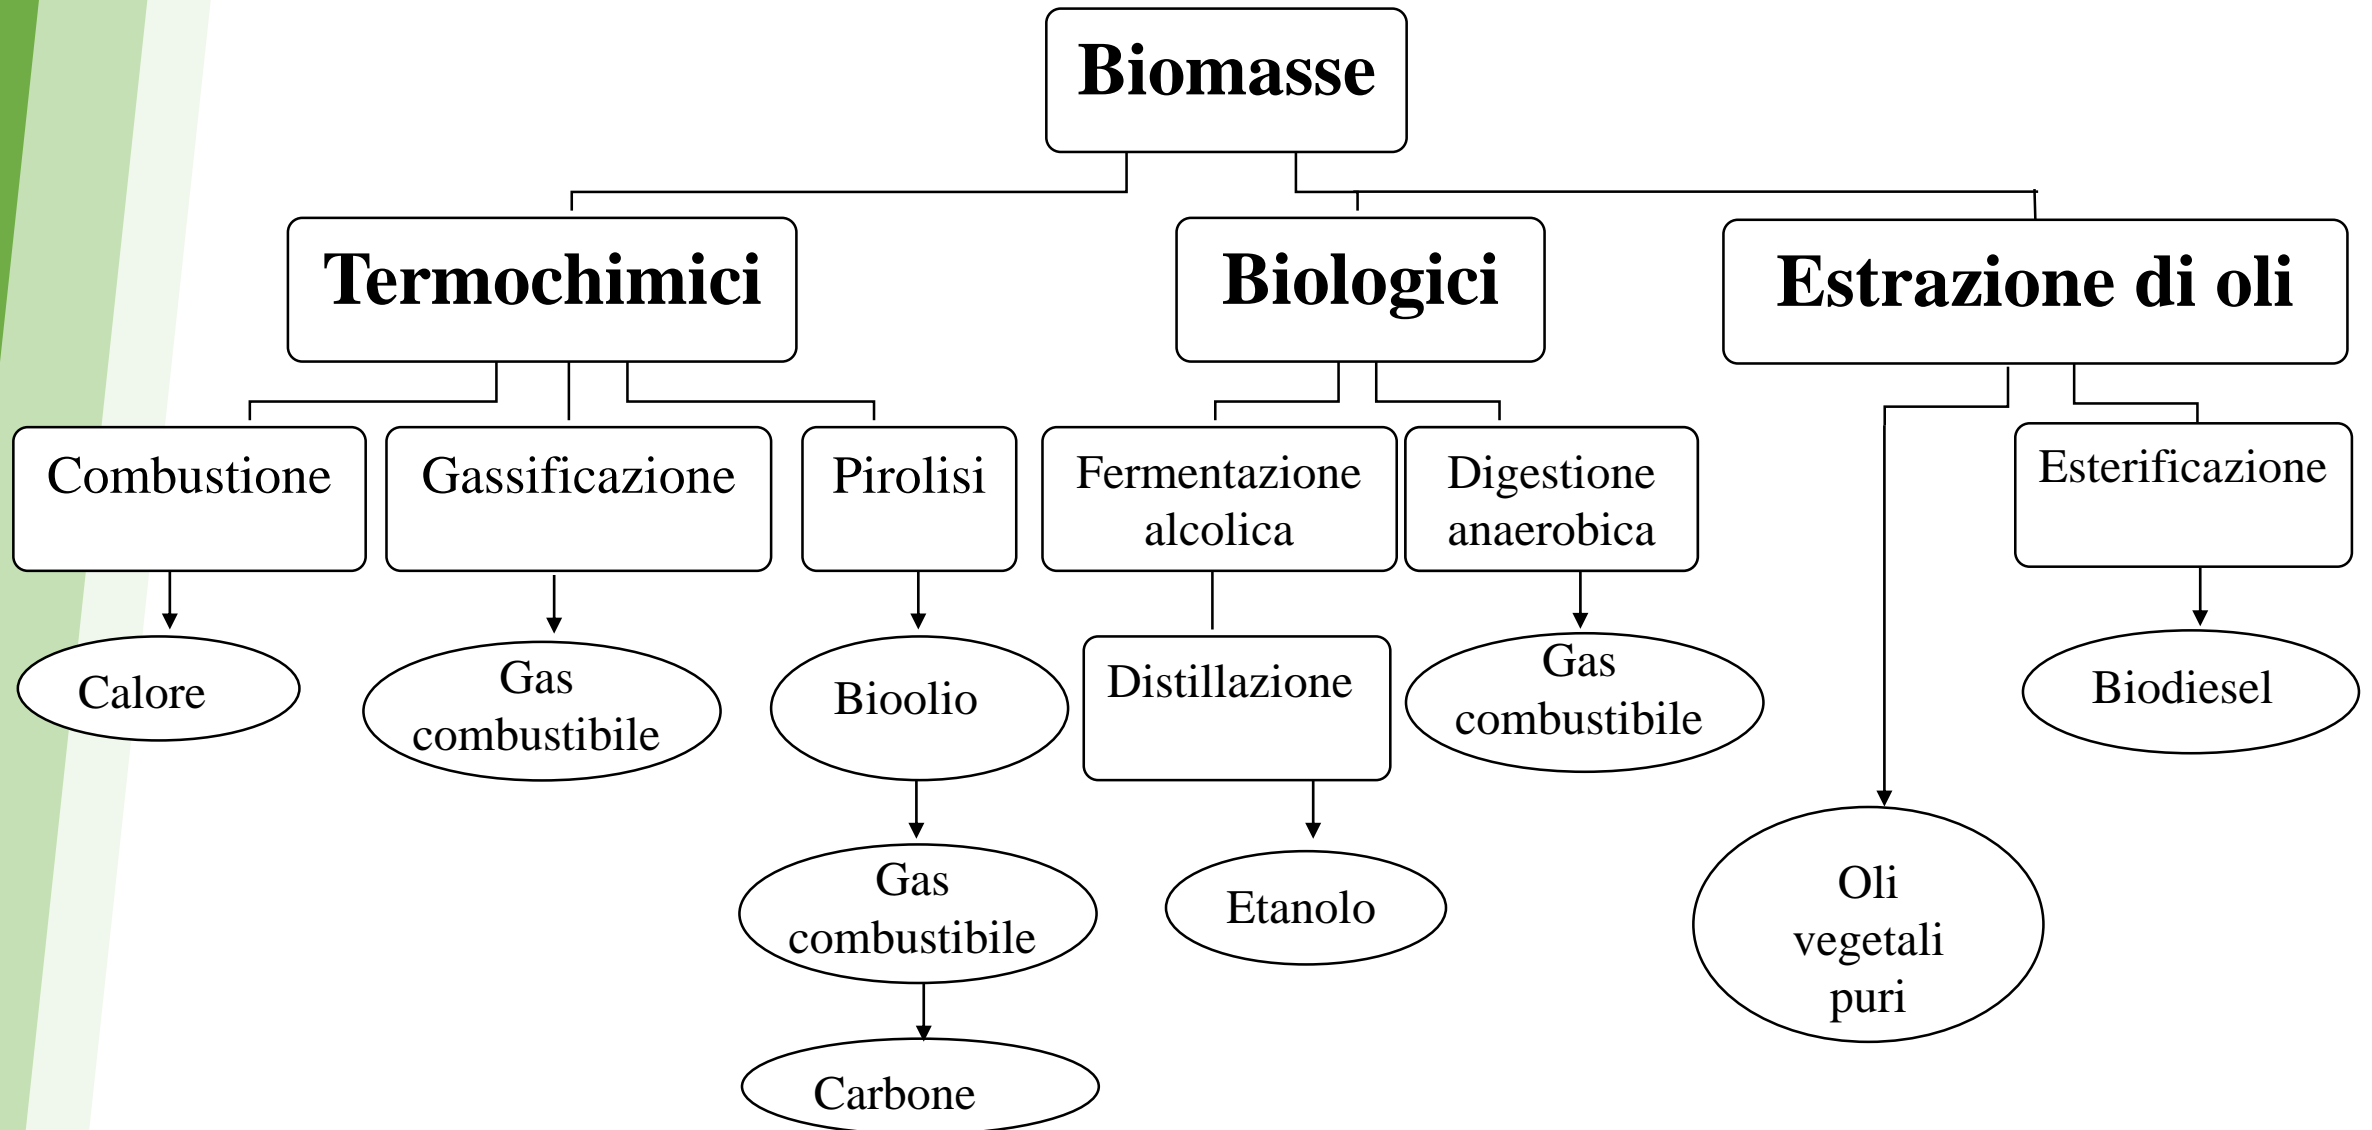 Biomasse
Termochimici
Biologici
Estrazione di oli
Combustione
Gassificazione
Pirolisi
Fermentazione
alcolica
Digestione
anaerobica
Esterificazione
Calore
Gas
combustibile
Bioolio
Distillazione
Gas
combustibile
Biodiesel
Gas
combustibile
Etanolo
Oli
vegetali
puri
Carbone